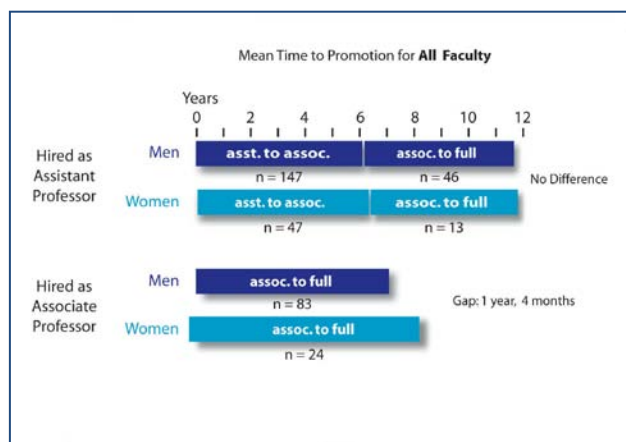 Mean Time to Promotion for All Faculty
Years
0 2 4 6 8 10 12
Hired as
Assistant
Professor
Men
asst. to assoc. assoc. to full
n = 147 n = 46
No Difference
Women
asst. to assoc. assoc. to full
n = 47 n = 13
Hired as
Associate
Professor
Men
assoc. to full
n = 83
Gap: 1 year, 4 months
Women
assoc. to full
n = 24